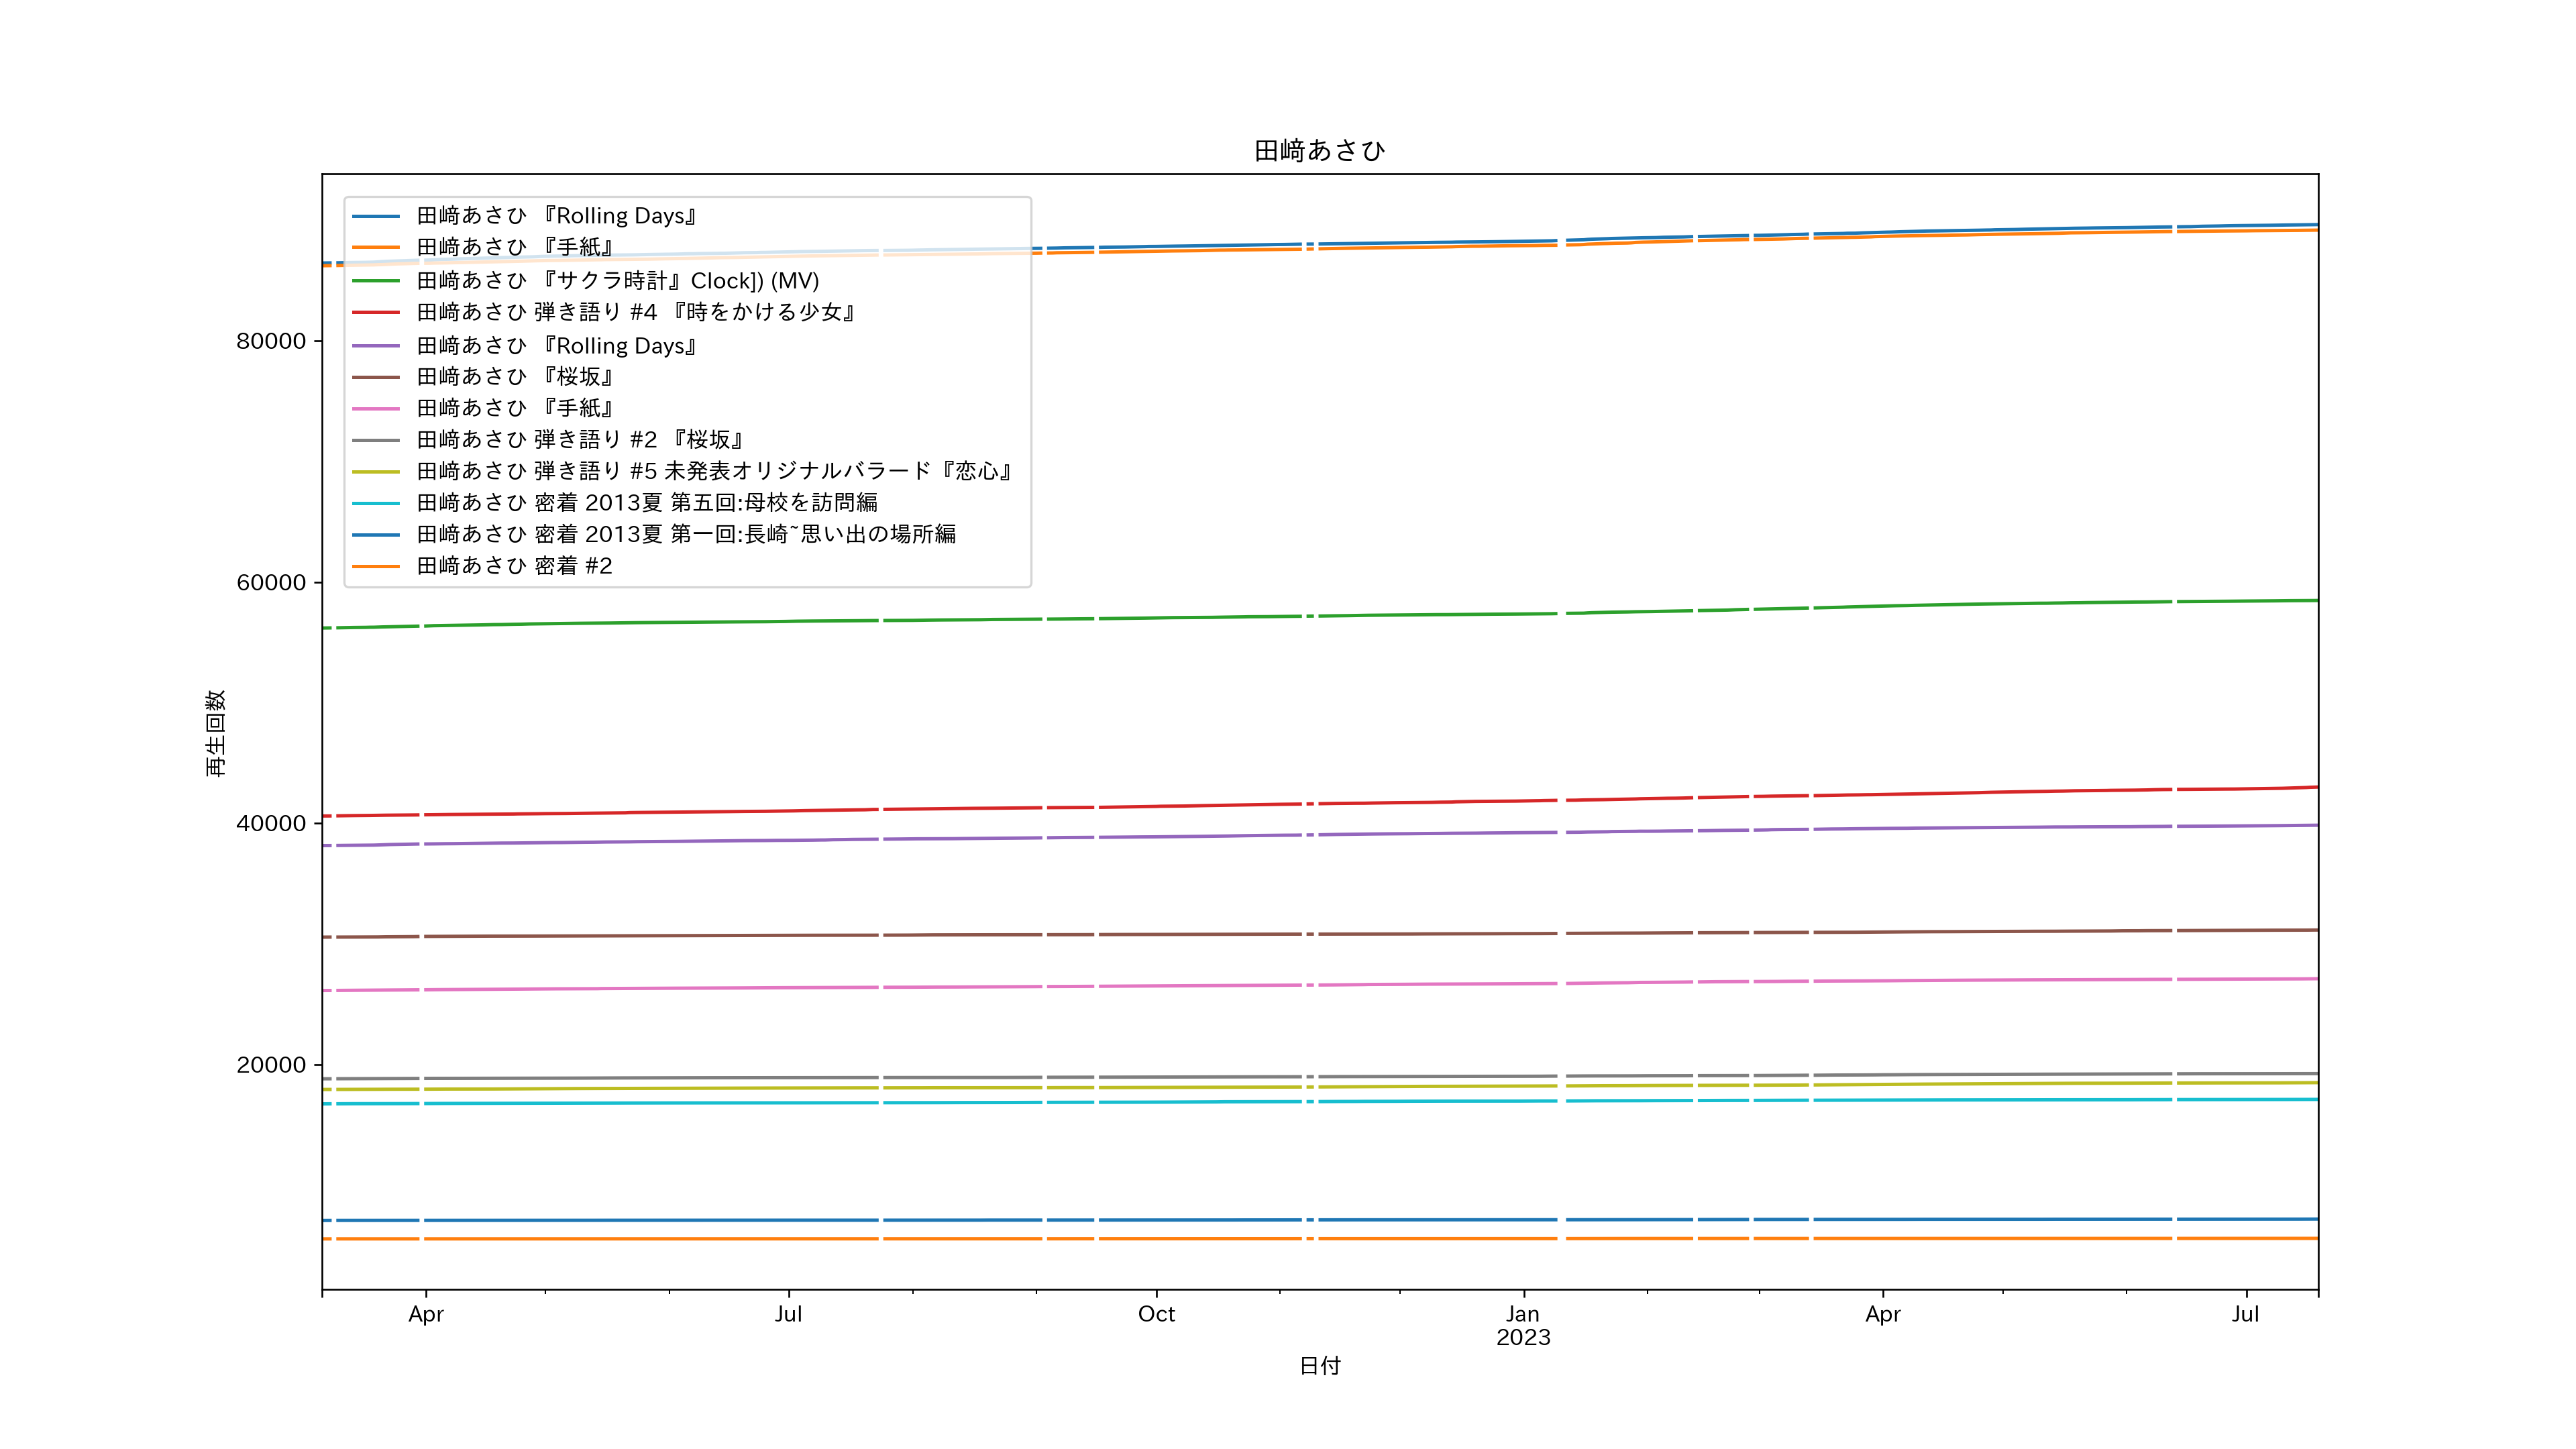 田﨑あさひ
田﨑あさひ 『Rolling Days』
田﨑あさひ 『手紙』
田﨑あさひ 『サクラ時計』Clock]) (MV)
田﨑あさひ 弾き語り #4 『時をかける少女』
田﨑あさひ 『Rolling Days』
田﨑あさひ 『桜坂』
田﨑あさひ 『手紙』
田﨑あさひ 弾き語り #2 『桜坂』
田﨑あさひ 弾き語り #5 未発表オリジナルバラード『恋心』
田﨑あさひ 密着 2013夏 第五回:母校を訪問編
田﨑あさひ 密着 2013夏 第一回:長崎~思い出の場所編
田﨑あさひ 密着 #2
80000
60000
40000
20000
再生回数
Apr
Jul
Oct
Jan
2023
Apr
Jul
日付